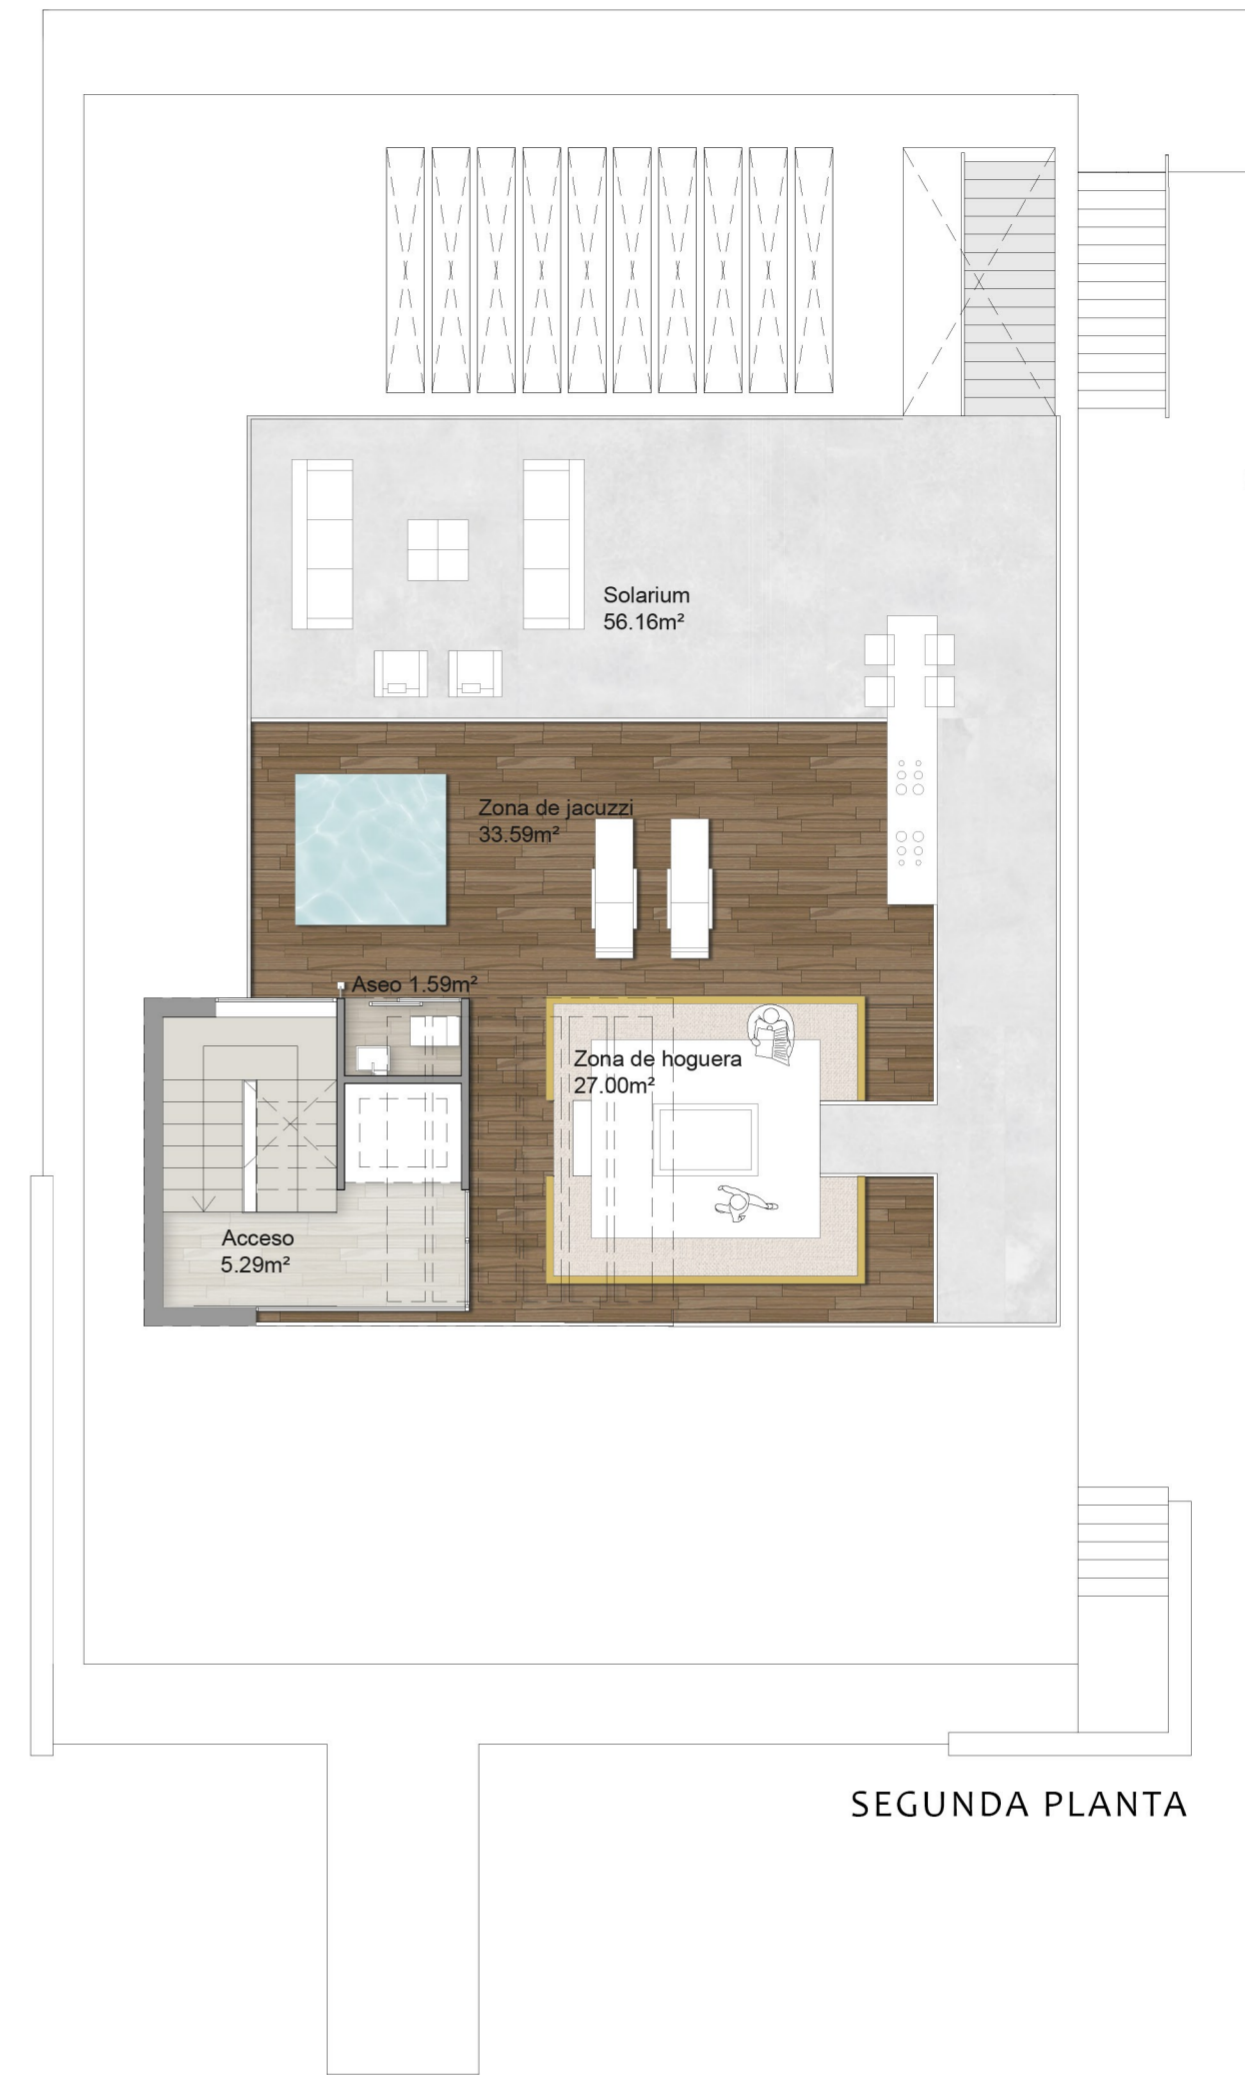 Solarium
56.16m²
Zona de jacuzzi
33.59m²
Aseo 1.59m²
Zona de hoguera
27.00m²
Acceso
5.29m²
SEGUNDA PLANTA